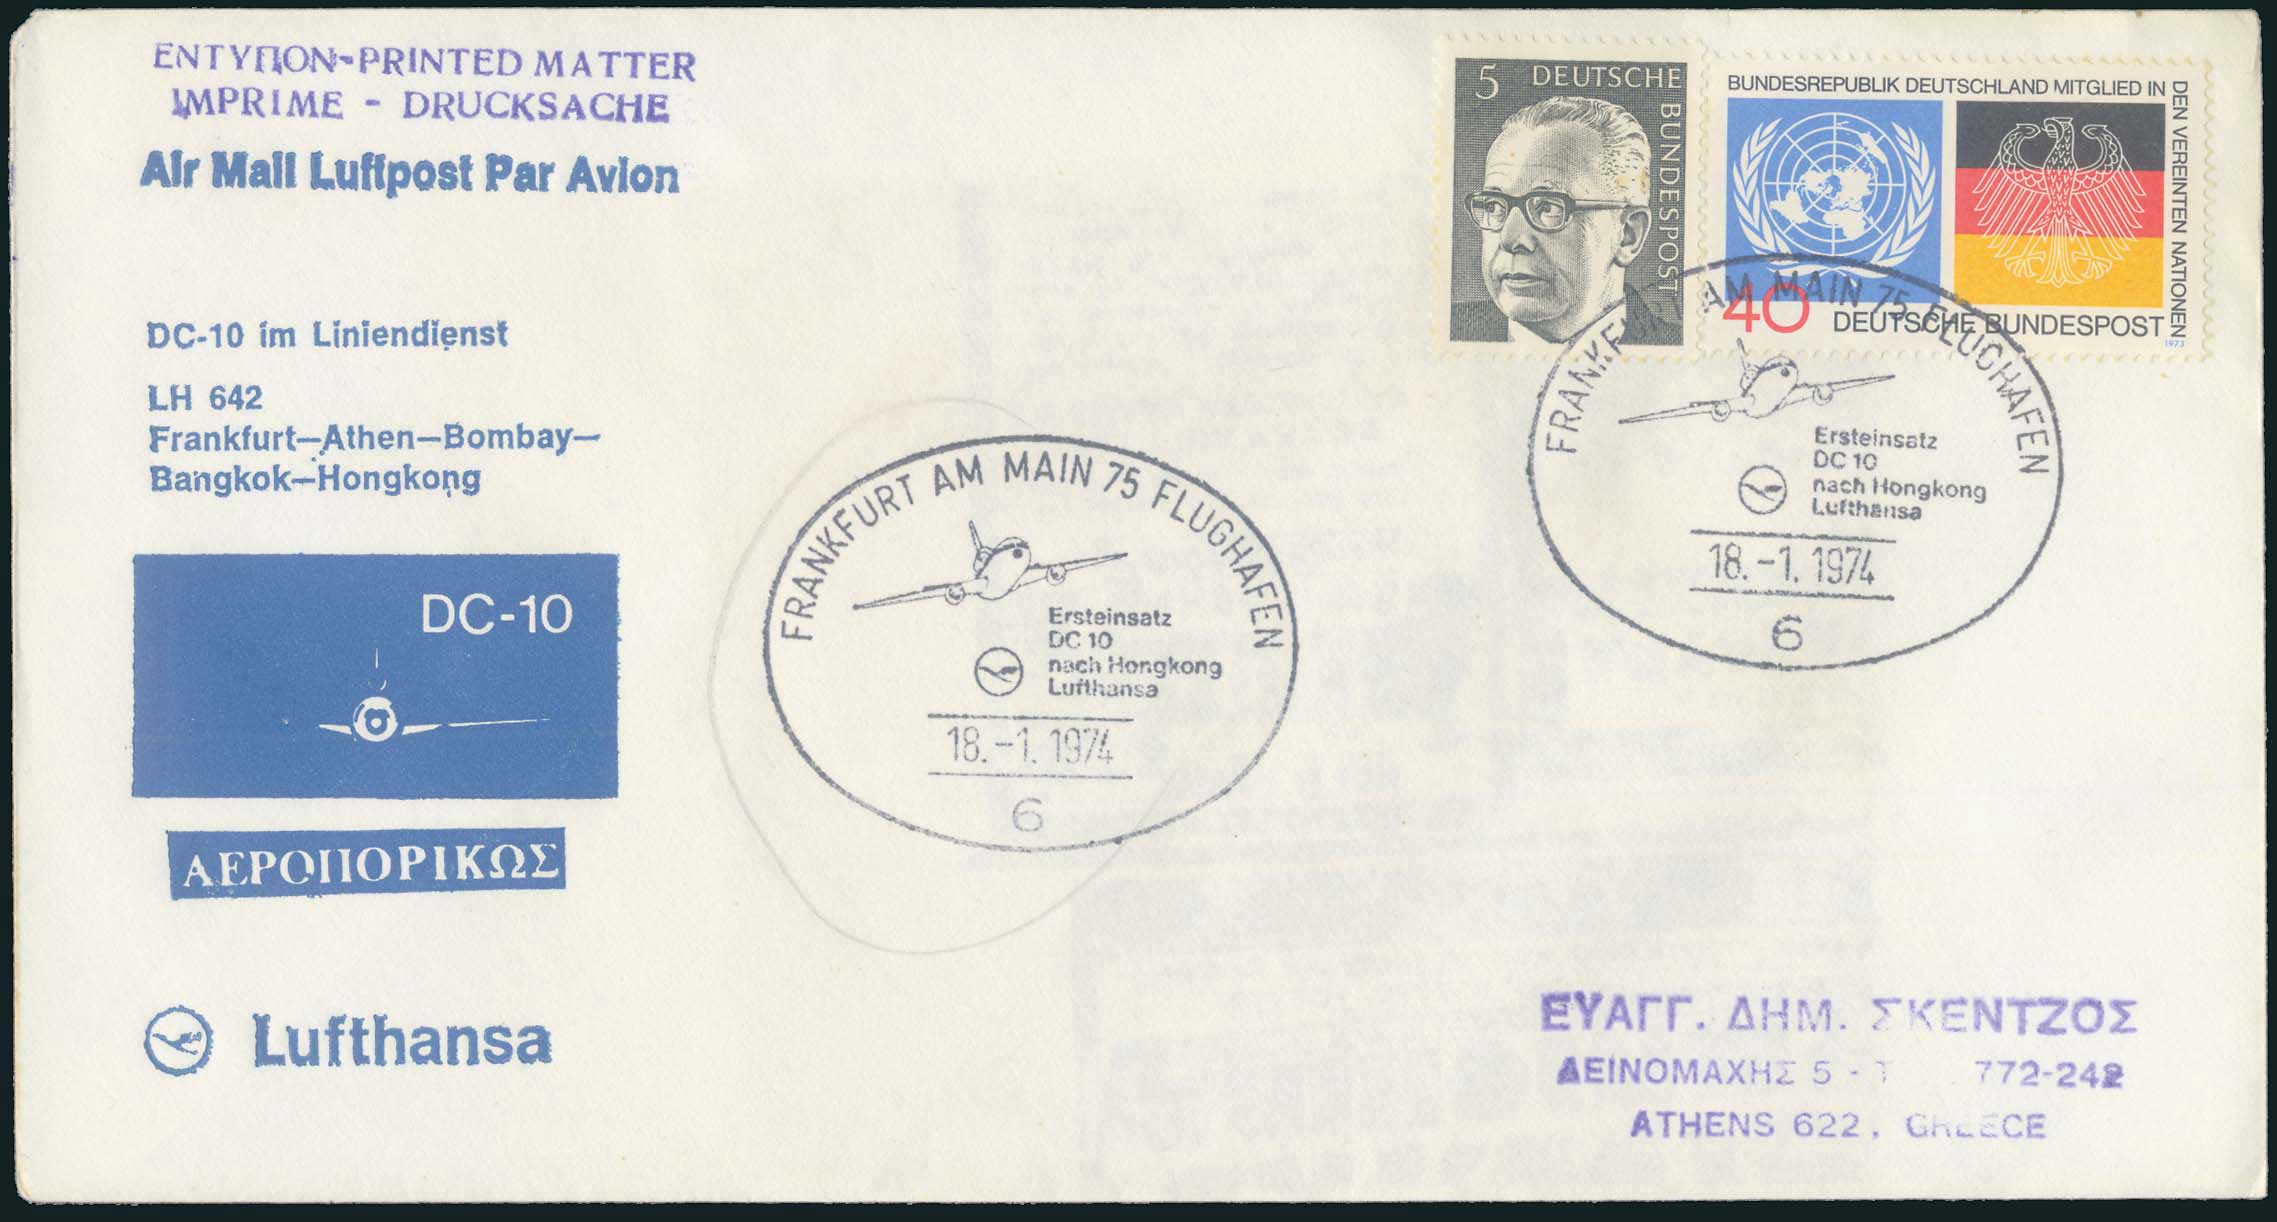 ΕΝΤΥΠΟΝ-PRINTED MATTER
IMPRIME - DRUCKSACHE
Air Mail Luftpost Par Avion
DC-10 im Liniendienst
LH 642
Frankfurt—Athen—Bombay—
Bangkok—Hongkong
DC-10
ΑΕΡΟΠΟΡΙΚΩΣ
Lufthansa
5 DEUTSCHE
BUNDESPOST
BUNDESREPUBLIK DEUTSCHLAND MITGLIED IN
DEN VEREINTEN NATIONEN
40 DEUTSCHE BUNDESPOST
1973
FRANKFURT AM MAIN 75 FLUGHAFEN
Ersteinsatz
DC 10
nach Hongkong
Lufthansa
18.-1.1974
6
FRANKFURT AM MAIN 75 FLUGHAFEN
Ersteinsatz
DC 10
nach Hongkong
Lufthansa
18.-1.1974
6
ΕΥΑΓΓ. ΔΗΜ. ΣΚΕΝΤΖΟΣ
ΔΕΙΝΟΜΑΧΗΣ 5 - 772-242
ATHENS 622, GREECE